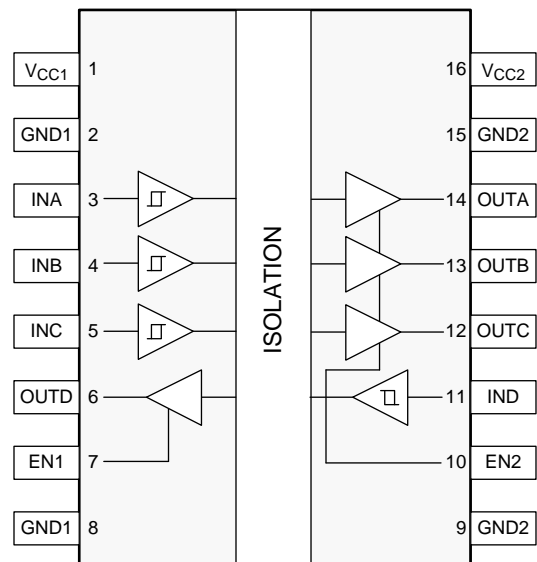 VCC1 1 16 VCC2
GND1 2 15 GND2
INA 3 14 OUTA
INB 4 13 OUTB
INC 5 12 OUTC
OUTD 6 11 IND
EN1 7 10 EN2
GND1 8 9 GND2
ISOLATION